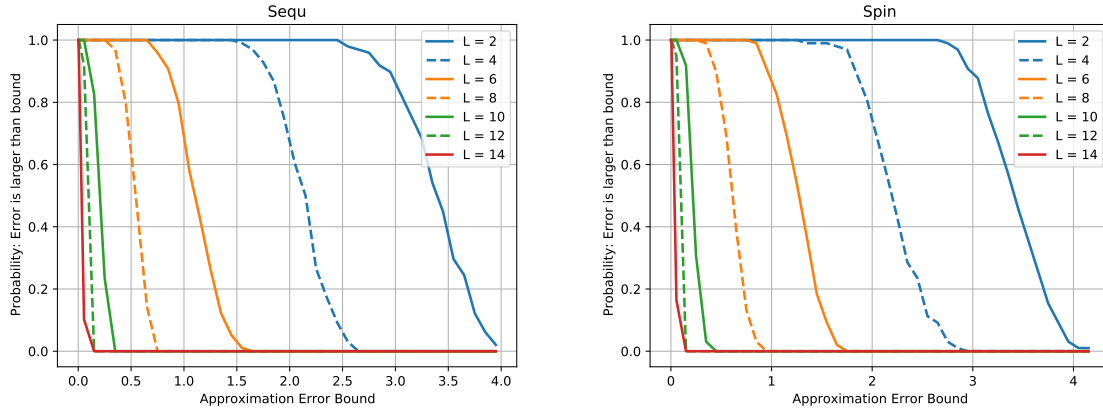 Sequ
Probability: Error is larger than bound
1.0
0.8
0.6
0.4
0.2
0.0
L = 2
L = 4
L = 6
L = 8
L = 10
L = 12
L = 14
0.0 0.5 1.0 1.5 2.0 2.5 3.0 3.5 4.0
Approximation Error Bound
Spin
Probability: Error is larger than bound
1.0
0.8
0.6
0.4
0.2
0.0
L = 2
L = 4
L = 6
L = 8
L = 10
L = 12
L = 14
0 1 2 3 4
Approximation Error Bound